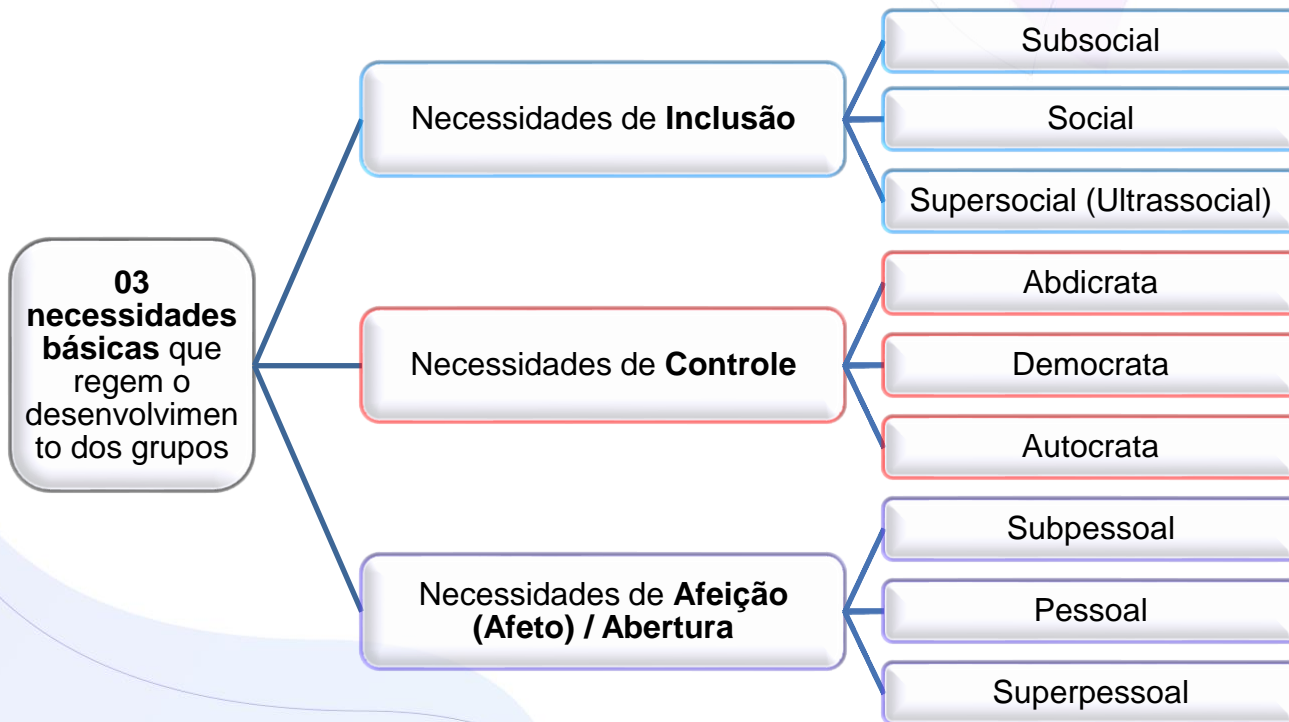 03
necessidades
básicas que
regem o
desenvolvimen
to dos grupos
Necessidades de Inclusão
Subsocial
Social
Supersocial (Ultrassocial)
Necessidades de Controle
Abdicrata
Democrata
Autocrata
Necessidades de Afeição
(Afeto) / Abertura
Subpessoal
Pessoal
Superpessoal